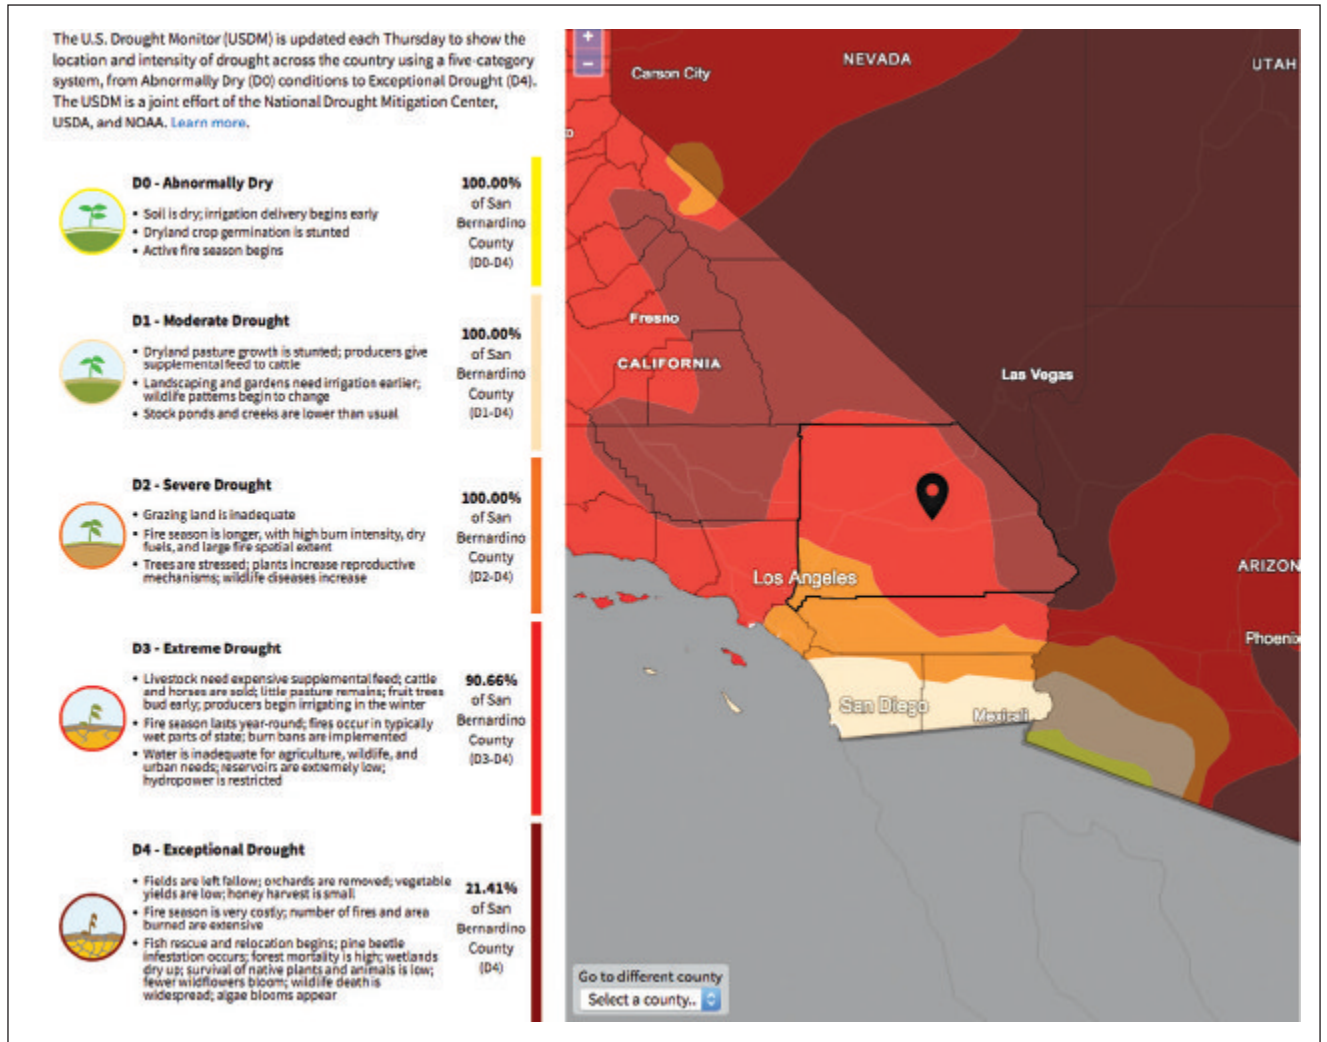 The U.S. Drought Monitor (USDM) is updated each Thursday to show the
location and intensity of drought across the country using a five-category
system, from Abnormally Dry (D0) conditions to Exceptional Drought (D4).
The USDM is a joint effort of the National Drought Mitigation Center,
USDA, and NOAA. Learn more.
D0 - Abnormally Dry
• Soil is dry; irrigation delivery begins early
• Dryland crop germination is stunted
• Active fire season begins
100.00%
of San
Bernardino
County
(D0-D4)
D1 - Moderate Drought
• Dryland pasture growth is stunted; producers give
supplemental feed to cattle
• Landscaping and gardens need irrigation earlier;
wildlife patterns begin to change
• Stock ponds and creeks are lower than usual
100.00%
of San
Bernardino
County
(D1-D4)
D2 - Severe Drought
• Grazing land is inadequate
• Fire season is longer, with high burn intensity, dry
fuels, and large fire spatial extent
• Trees are stressed; plants increase reproductive
mechanisms; wildlife diseases increase
100.00%
of San
Bernardino
County
(D2-D4)
D3 - Extreme Drought
• Livestock need expensive supplemental feed; cattle
and horses are sold; little pasture remains; fruit trees
bud early; producers begin irrigating in the winter
• Fire season lasts year-round; fires occur in typically
wet parts of state; burn bans are implemented
• Water is inadequate for agriculture, wildlife, and
urban needs; reservoirs are extremely low;
hydropower is restricted
90.66%
of San
Bernardino
County
(D3-D4)
D4 - Exceptional Drought
• Fields are left fallow; orchards are removed; vegetable
yields are low; honey harvest is small
• Fire season is very costly; number of fires and area
burned are extensive
• Fish rescue and relocation begins; pine beetle
infestation occurs; forest mortality is high; wetlands
dry up; survival of native plants and animals is low;
fewer wildflowers bloom; wildlife death is
widespread; algae blooms appear
21.41%
of San
Bernardino
County
(D4)
+
−
NEVADA
UTAH
Carson City
O
Fresno
CALIFORNIA
Las Vegas
Los Angeles
ARIZON
Phoenix
San Diego
Mexicali
Go to different county
Select a county..